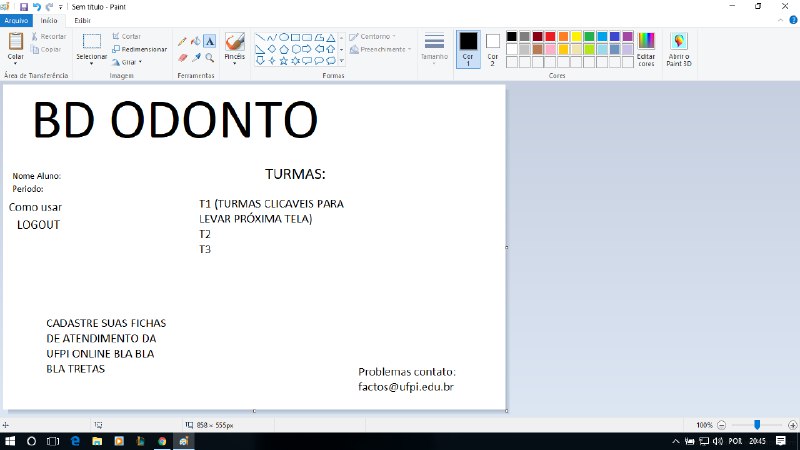 Sem título - Paint
Arquivo Início Exibir
Colar
Recortar
Copiar
Área de Transferência
Selecionar
Cortar
Redimensionar
Girar
Imagem
A
Ferramentas
Pincéis
Contorno
Preenchimento
Formas
Tamanho
Cor
1
Cor
2
Cores
Editar
cores
Abrir o
Paint 3D
BD ODONTO
Nome Aluno:
Periodo:
Como usar
LOGOUT
TURMAS:
T1 (TURMAS CLICAVEIS PARA
LEVAR PRÓXIMA TELA)
T2
T3
CADASTRE SUAS FICHAS
DE ATENDIMENTO DA
UFPI ONLINE BLA BLA
BLA TRETAS
Problemas contato:
factos@ufpi.edu.br
858 × 555px
100%
POR 20:45